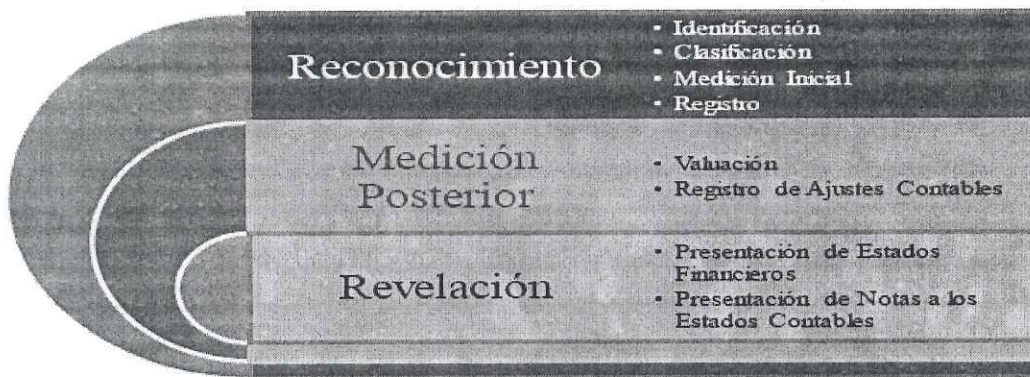 Reconocimiento
• Identificación
• Clasificación
• Medición Inicial
• Registro
Medición
Posterior
• Valuación
• Registro de Ajustes Contables
Revelación
• Presentación de Estados
Financieros
• Presentación de Notas a los
Estados Contables